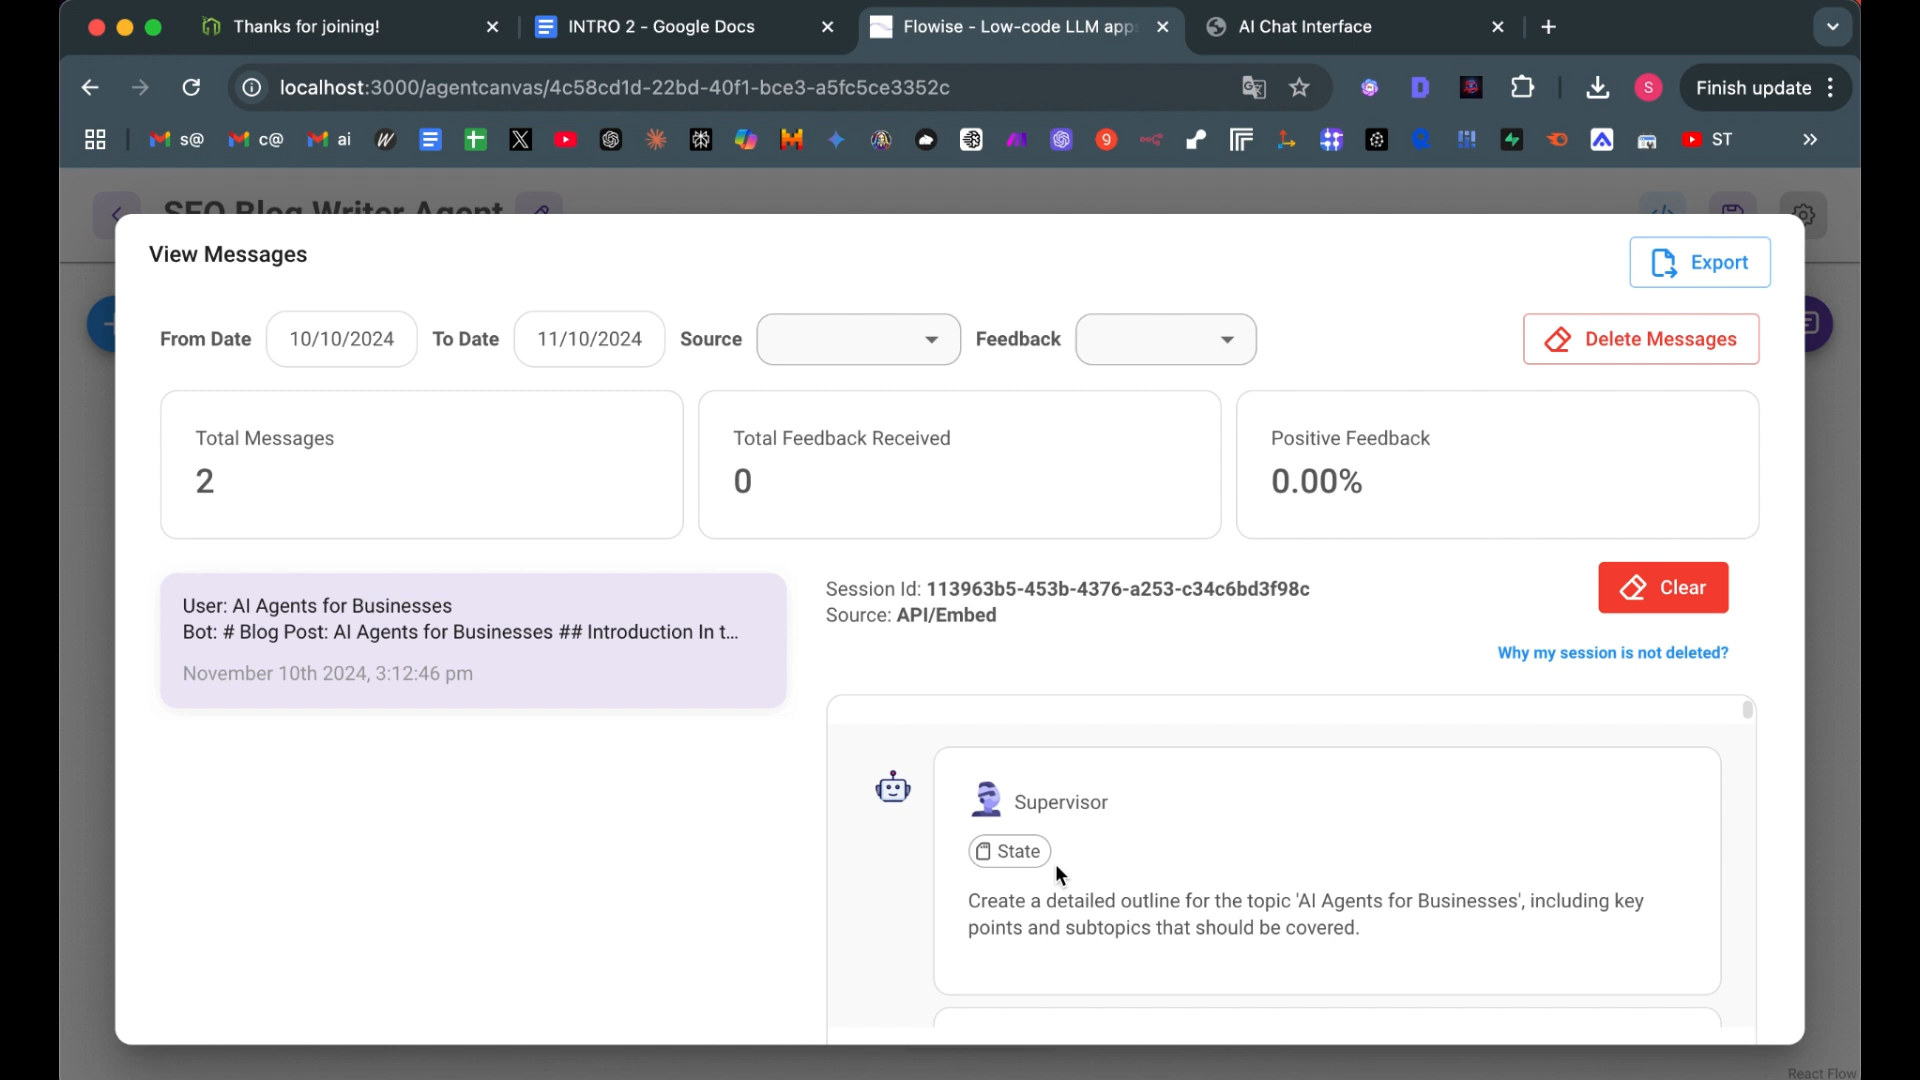 Thanks for joining!
INTRO 2 - Google Docs
Flowise - Low-code LLM apps
AI Chat Interface
localhost:3000/agentcanvas/4c58cd1d-22bd-40f1-bce3-a5fc5ce3352c
S
Finish update
s@
c@
ai
9
ST
SEO Blog Writer Agent
View Messages
Export
From Date
10/10/2024
To Date
11/10/2024
Source
Feedback
Delete Messages
Total Messages
2
Total Feedback Received
0
Positive Feedback
0.00%
User: AI Agents for Businesses
Bot: # Blog Post: AI Agents for Businesses ## Introduction In t...
November 10th 2024, 3:12:46 pm
Session Id: 113963b5-453b-4376-a253-c34c6bd3f98c
Source: API/Embed
Clear
Why my session is not deleted?
Supervisor
State
Create a detailed outline for the topic 'AI Agents for Businesses', including key
points and subtopics that should be covered.
React Flow